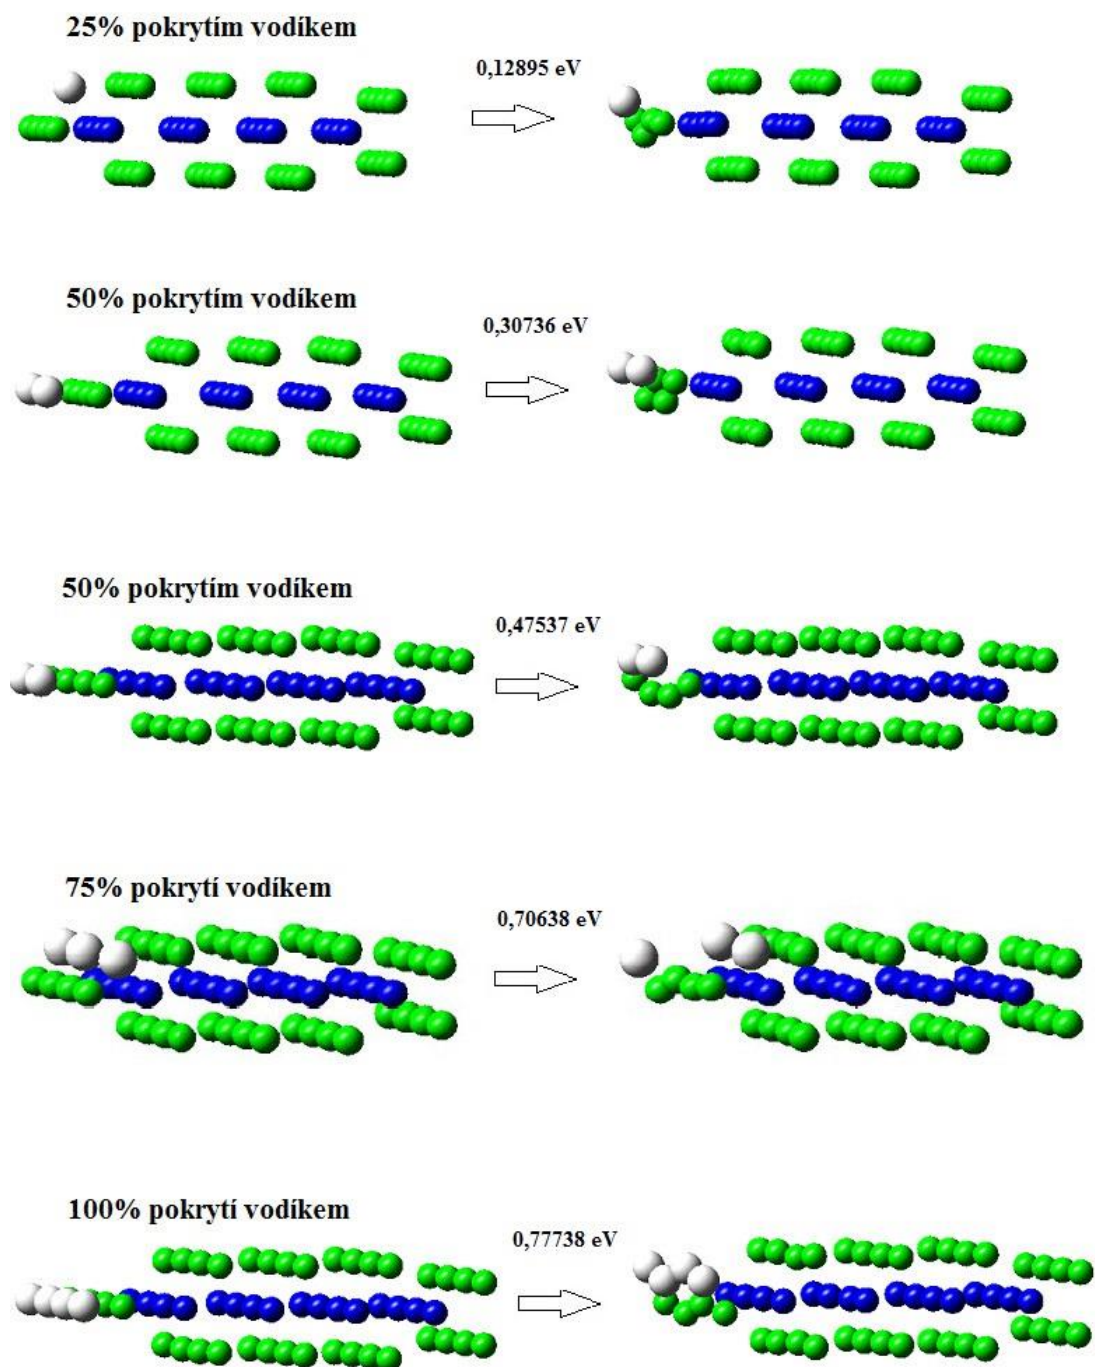 25% pokrytím vodíkem
0,12895 eV
50% pokrytím vodíkem
0,30736 eV
50% pokrytím vodíkem
0,47537 eV
75% pokrytí vodíkem
0,70638 eV
100% pokrytí vodíkem
0,77738 eV